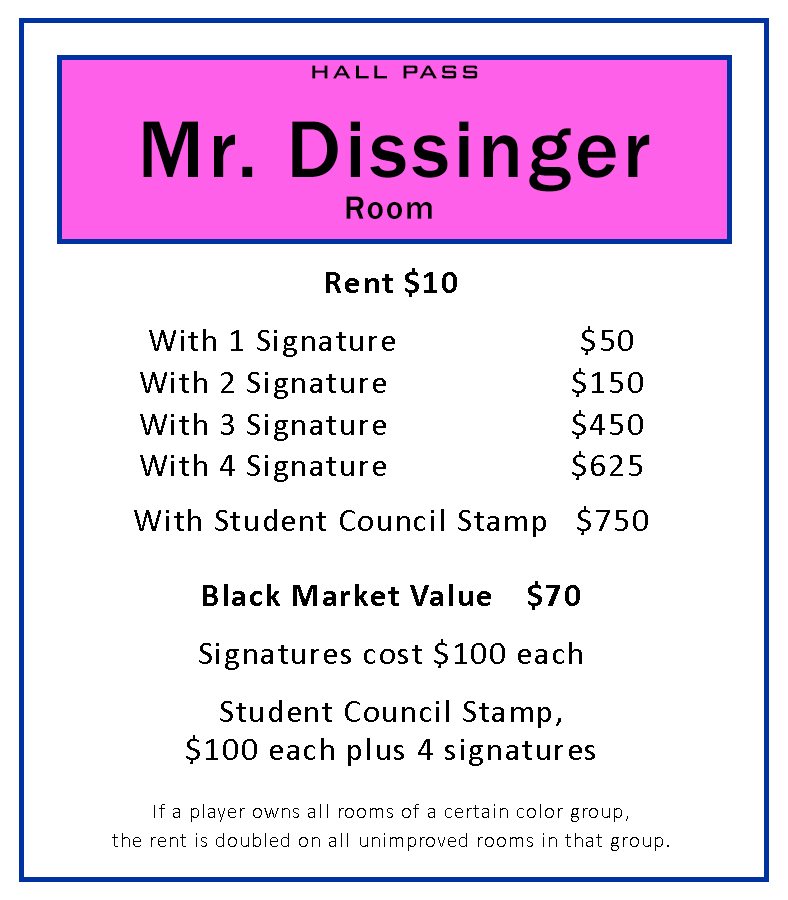 HALL PASS
Mr. Dissinger
Room
Rent $10
With 1 Signature $50
With 2 Signature $150
With 3 Signature $450
With 4 Signature $625
With Student Council Stamp $750
Black Market Value $70
Signatures cost $100 each
Student Council Stamp,
$100 each plus 4 signatures
If a player owns all rooms of a certain color group,
the rent is doubled on all unimproved rooms in that group.